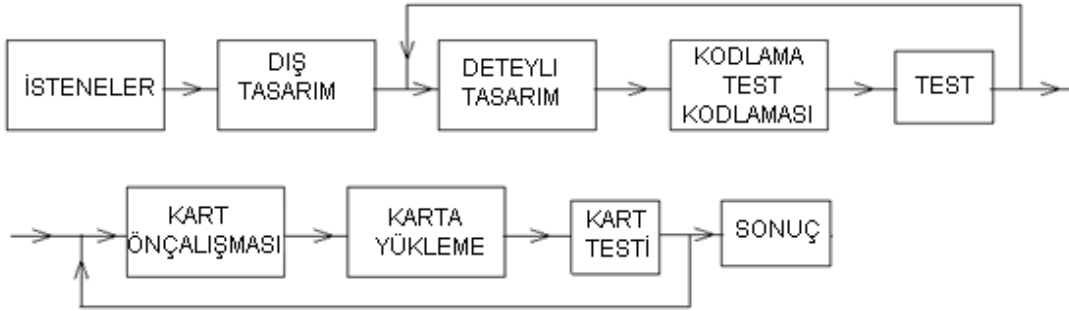 İSTENELER
DIŞ
TASARIM
DETEYLI
TASARIM
KODLAMA
TEST
KODLAMASI
TEST
KART
ÖNÇALIŞMASI
KARTA
YÜKLEME
KART
TESTİ
SONUÇ